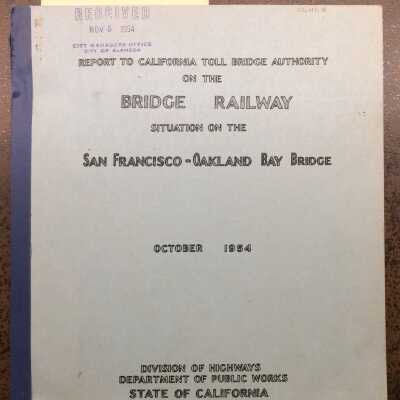 RECEIVED
NOV 5 1954
CITY MANAGERS OFFICE
CITY OF ALAMEDA
REPORT TO CALIFORNIA TOLL BRIDGE AUTHORITY
ON THE
BRIDGE RAILWAY
SITUATION ON THE
SAN FRANCISCO-OAKLAND BAY BRIDGE
OCTOBER 1954
DIVISION OF HIGHWAYS
DEPARTMENT OF PUBLIC WORKS
STATE OF CALIFORNIA